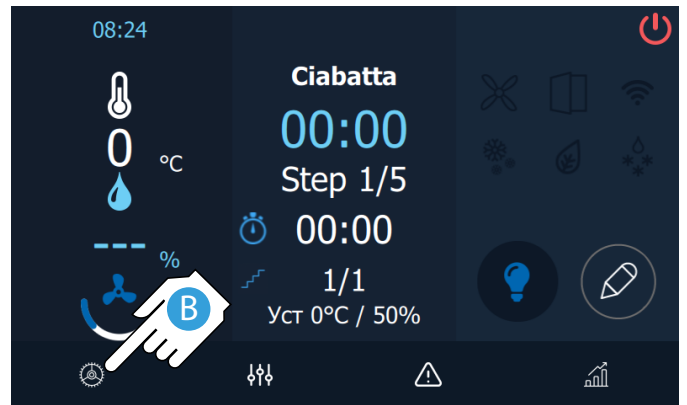 08:24
0 °C
--- %
Ciabatta
00:00
Step 1/5
00:00
1/1
Уст 0°C / 50%
B